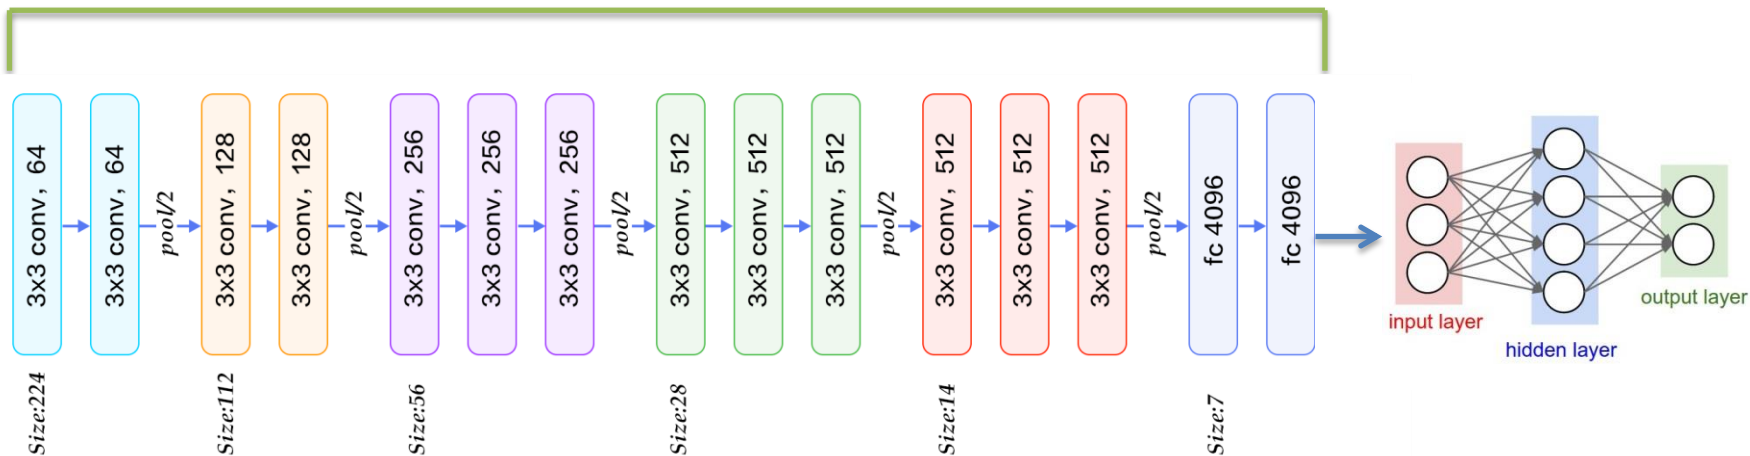 3x3 conv, 64
3x3 conv, 64
pool/2
3x3 conv, 128
3x3 conv, 128
pool/2
3x3 conv, 256
3x3 conv, 256
3x3 conv, 256
pool/2
3x3 conv, 512
3x3 conv, 512
3x3 conv, 512
pool/2
3x3 conv, 512
3x3 conv, 512
3x3 conv, 512
pool/2
fc 4096
fc 4096
input layer
hidden layer
output layer
Size:224
Size:112
Size:56
Size:28
Size:14
Size:7